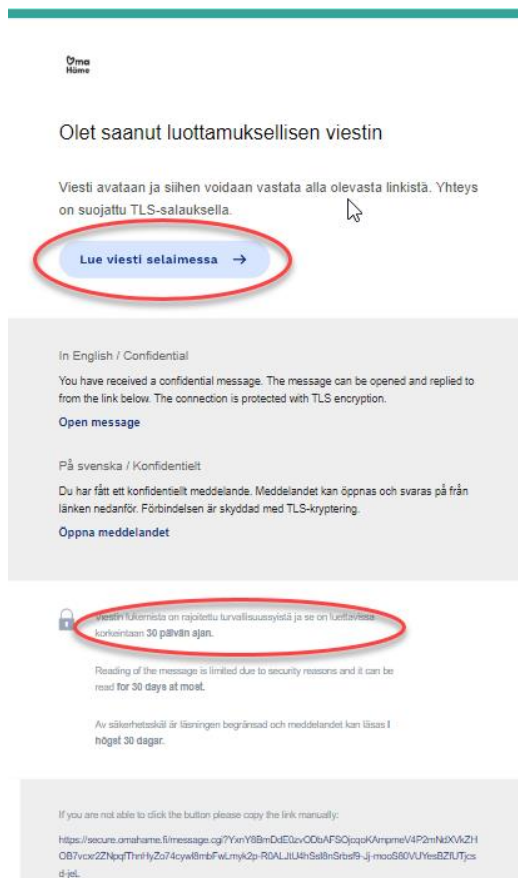 Oma
Häme
Olet saanut luottamuksellisen viestin
Viesti avataan ja siihen voidaan vastata alla olevasta linkistä. Yhteys
on suojattu TLS-salauksella.
Lue viesti selaimessa →
In English / Confidential
You have received a confidential message. The message can be opened and replied to
from the link below. The connection is protected with TLS encryption.
Open message
På svenska / Konfidentielt
Du har fått ett konfidentiellt meddelande. Meddelandet kan öppnas och svaras på från
länken nedanför. Förbindelsen är skyddad med TLS-kryptering.
Öppna meddelandet
Viestin lukemista on rajoitettu turvallisuussyistä ja se on luettavissa
korkeintaan 30 päivän ajan.
Reading of the message is limited due to security reasons and it can be
read for 30 days at most.
Av säkerhetsskäl är läsningen begränsad och meddelandet kan läsas I
högst 30 dagar.
If you are not able to click the button please copy the link manually: